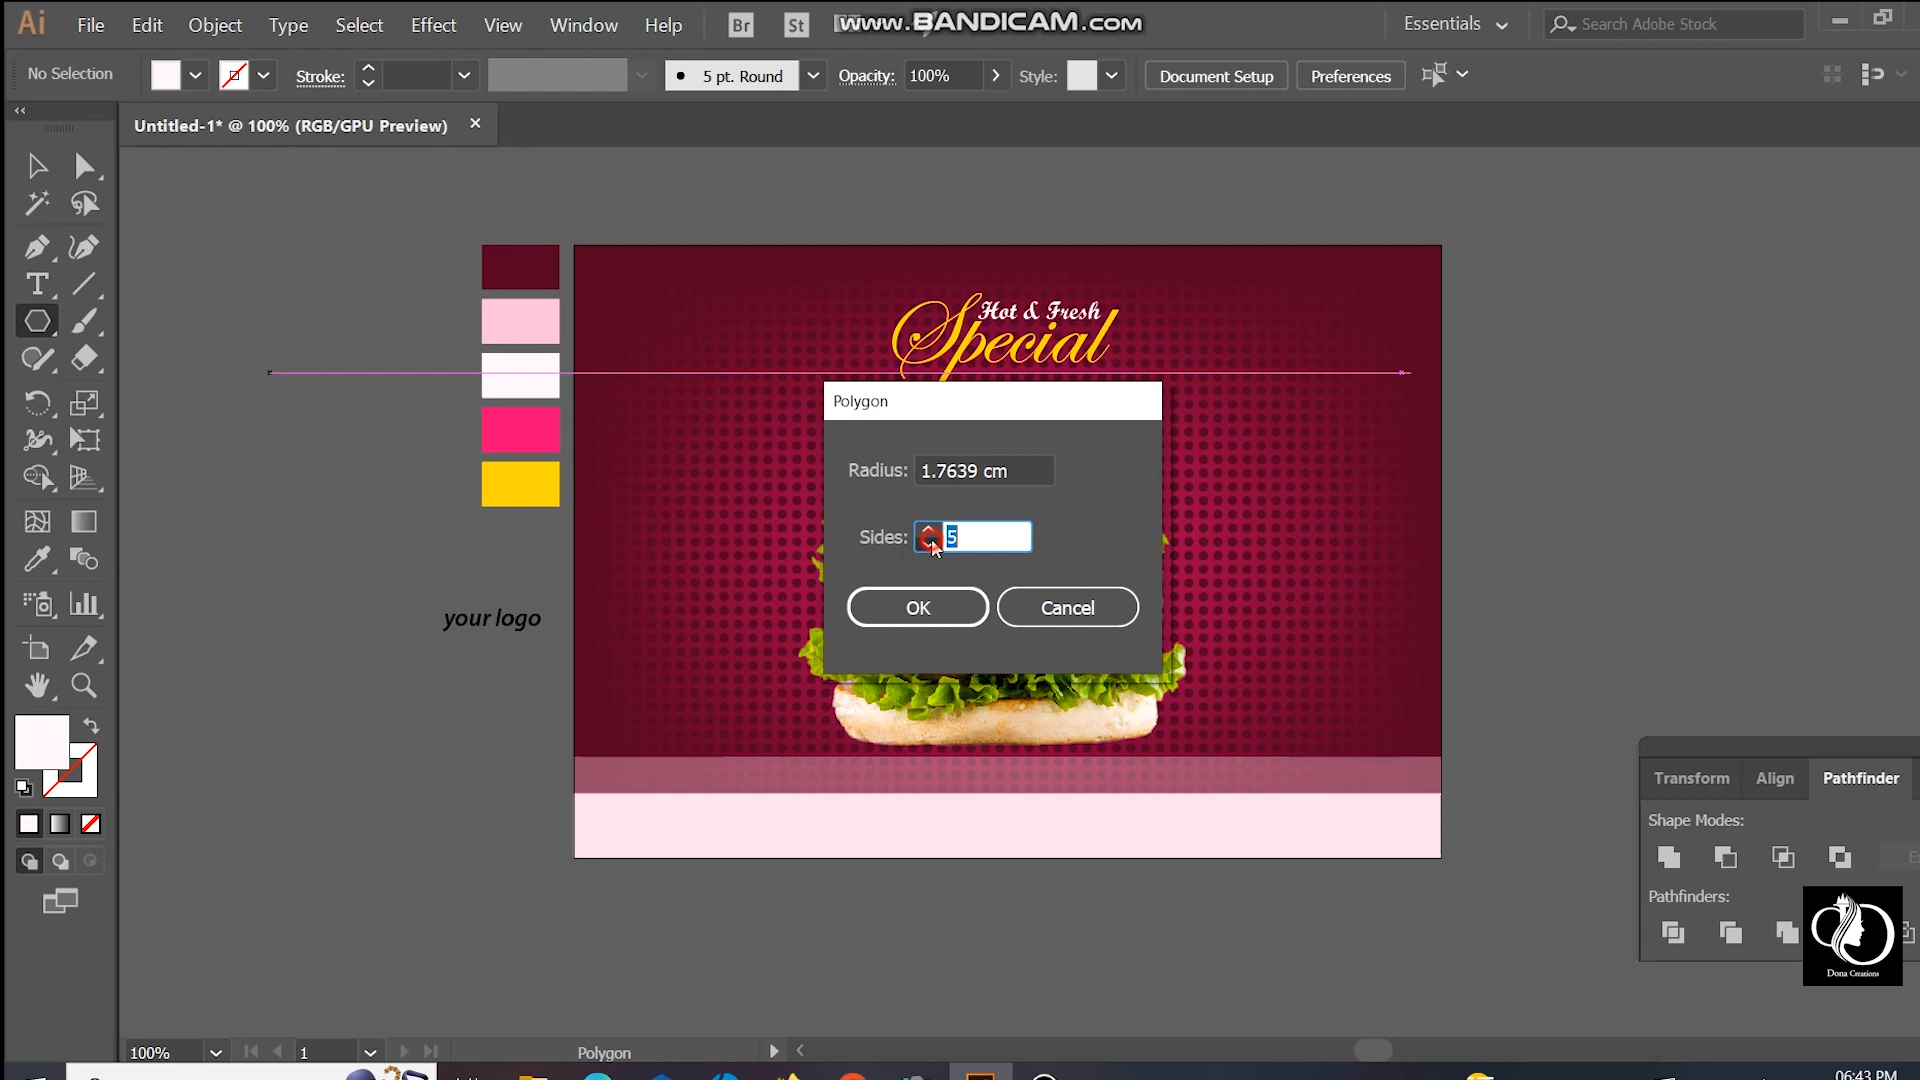 Ai File Edit Object Type Select Effect View Window Help Br St www.BANDICAM.com Essentials Search Adobe Stock
No Selection Stroke: 5 pt. Round Opacity: 100% Style: Document Setup Preferences
Untitled-1* @ 100% (RGB/GPU Preview)
Hot & Fresh
Special
Polygon
Radius: 1.7639 cm
Sides: 5
OK Cancel
your logo
Transform Align Pathfinder
Shape Modes:
Pathfinders:
Dona Creations
100% 1 Polygon
06:43 PM